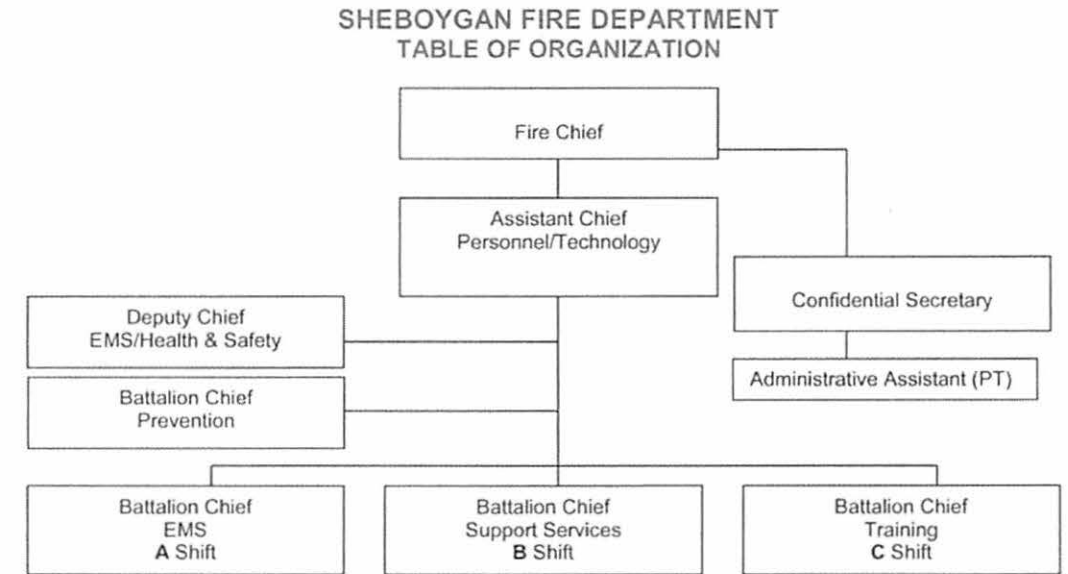 SHEBOYGAN FIRE DEPARTMENT
TABLE OF ORGANIZATION
Fire Chief
Assistant Chief
Personnel/Technology
Confidential Secretary
Administrative Assistant (PT)
Deputy Chief
EMS/Health & Safety
Battalion Chief
Prevention
Battalion Chief
EMS
A Shift
Battalion Chief
Support Services
B Shift
Battalion Chief
Training
C Shift